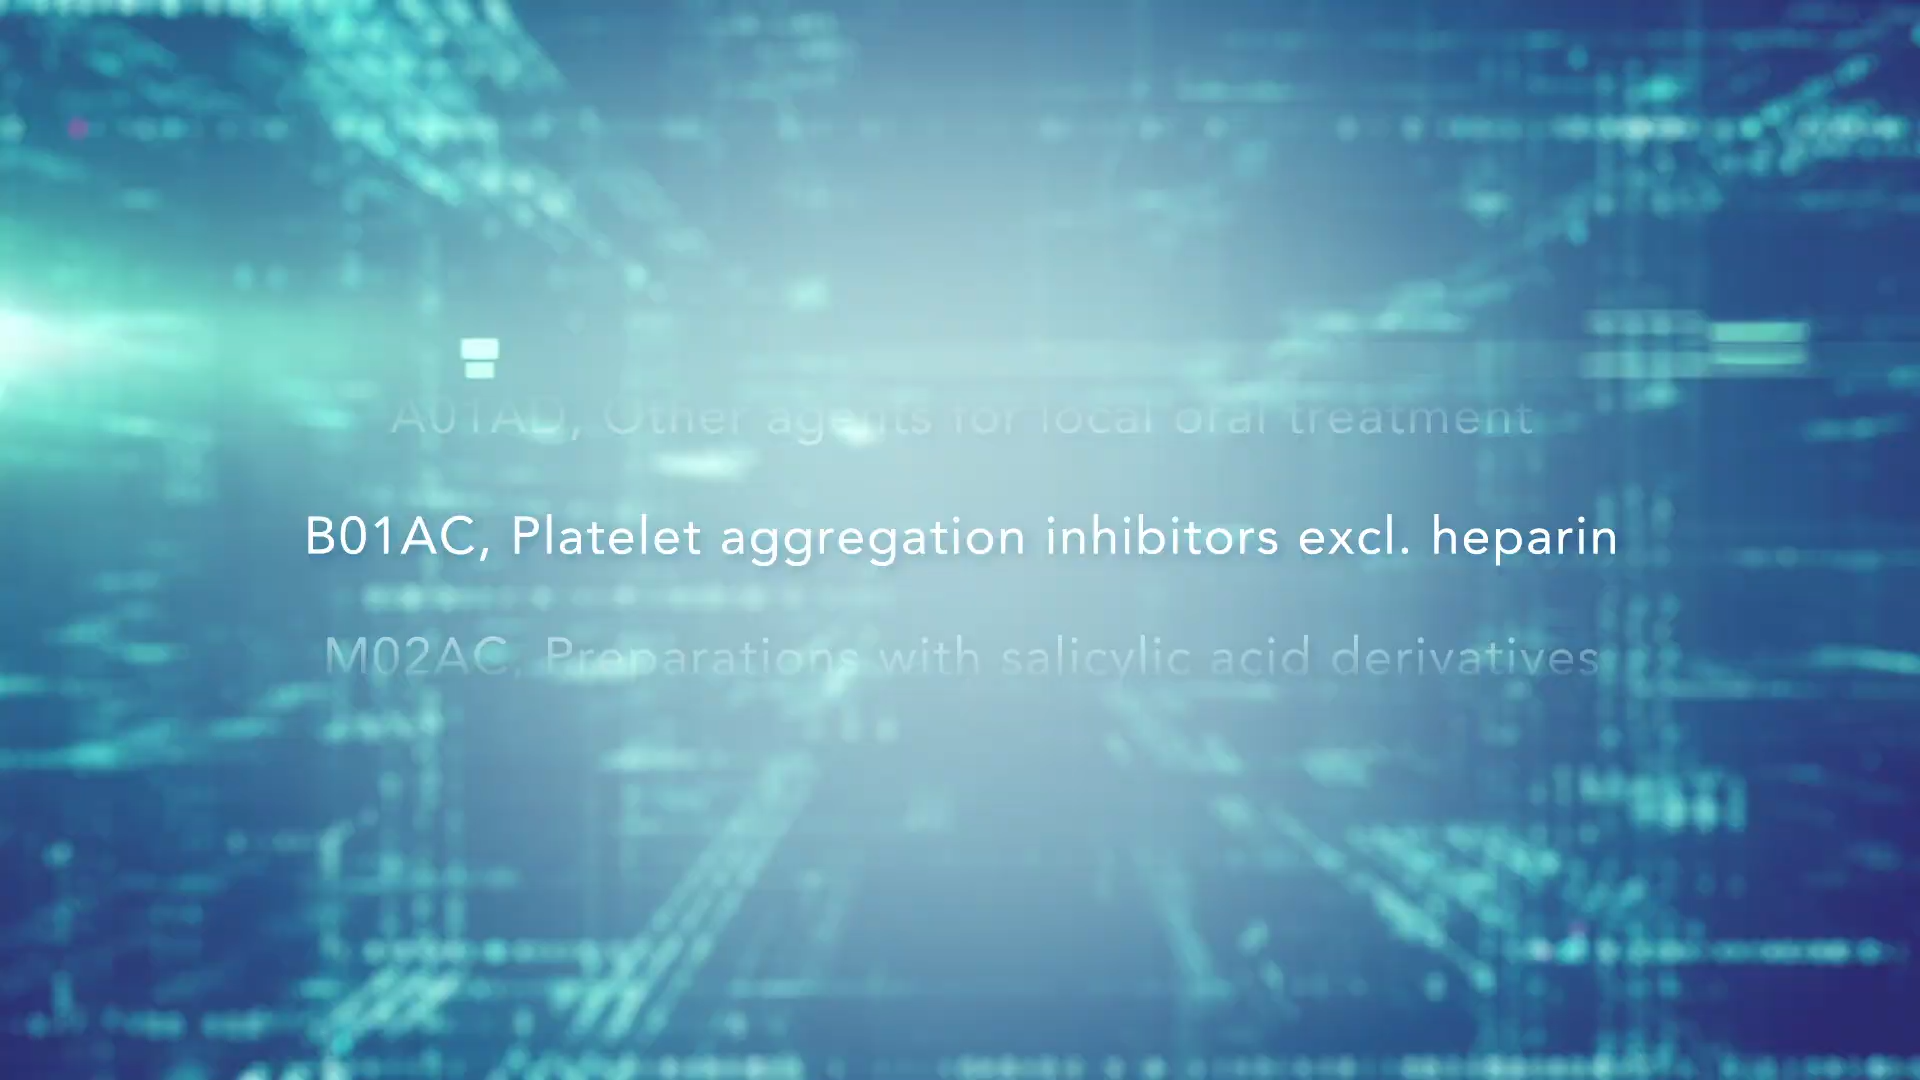 A01AD, Other agents for local oral treatment
B01AC, Platelet aggregation inhibitors excl. heparin
M02AC, Preparations with salicylic acid derivatives